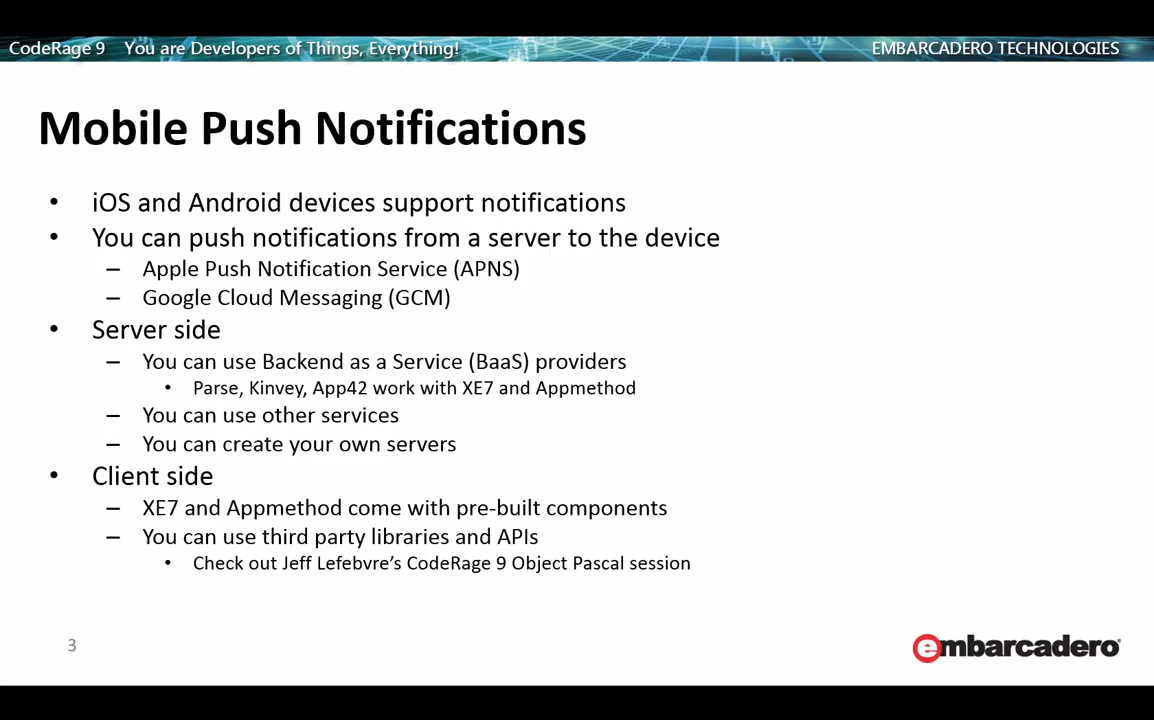 CodeRage 9 You are Developers of Things, Everything!
EMBARCADERO TECHNOLOGIES
Mobile Push Notifications
• iOS and Android devices support notifications
• You can push notifications from a server to the device
– Apple Push Notification Service (APNS)
– Google Cloud Messaging (GCM)
• Server side
– You can use Backend as a Service (BaaS) providers
• Parse, Kinvey, App42 work with XE7 and Appmethod
– You can use other services
– You can create your own servers
• Client side
– XE7 and Appmethod come with pre-built components
– You can use third party libraries and APIs
• Check out Jeff Lefebvre’s CodeRage 9 Object Pascal session
3
embarcadero